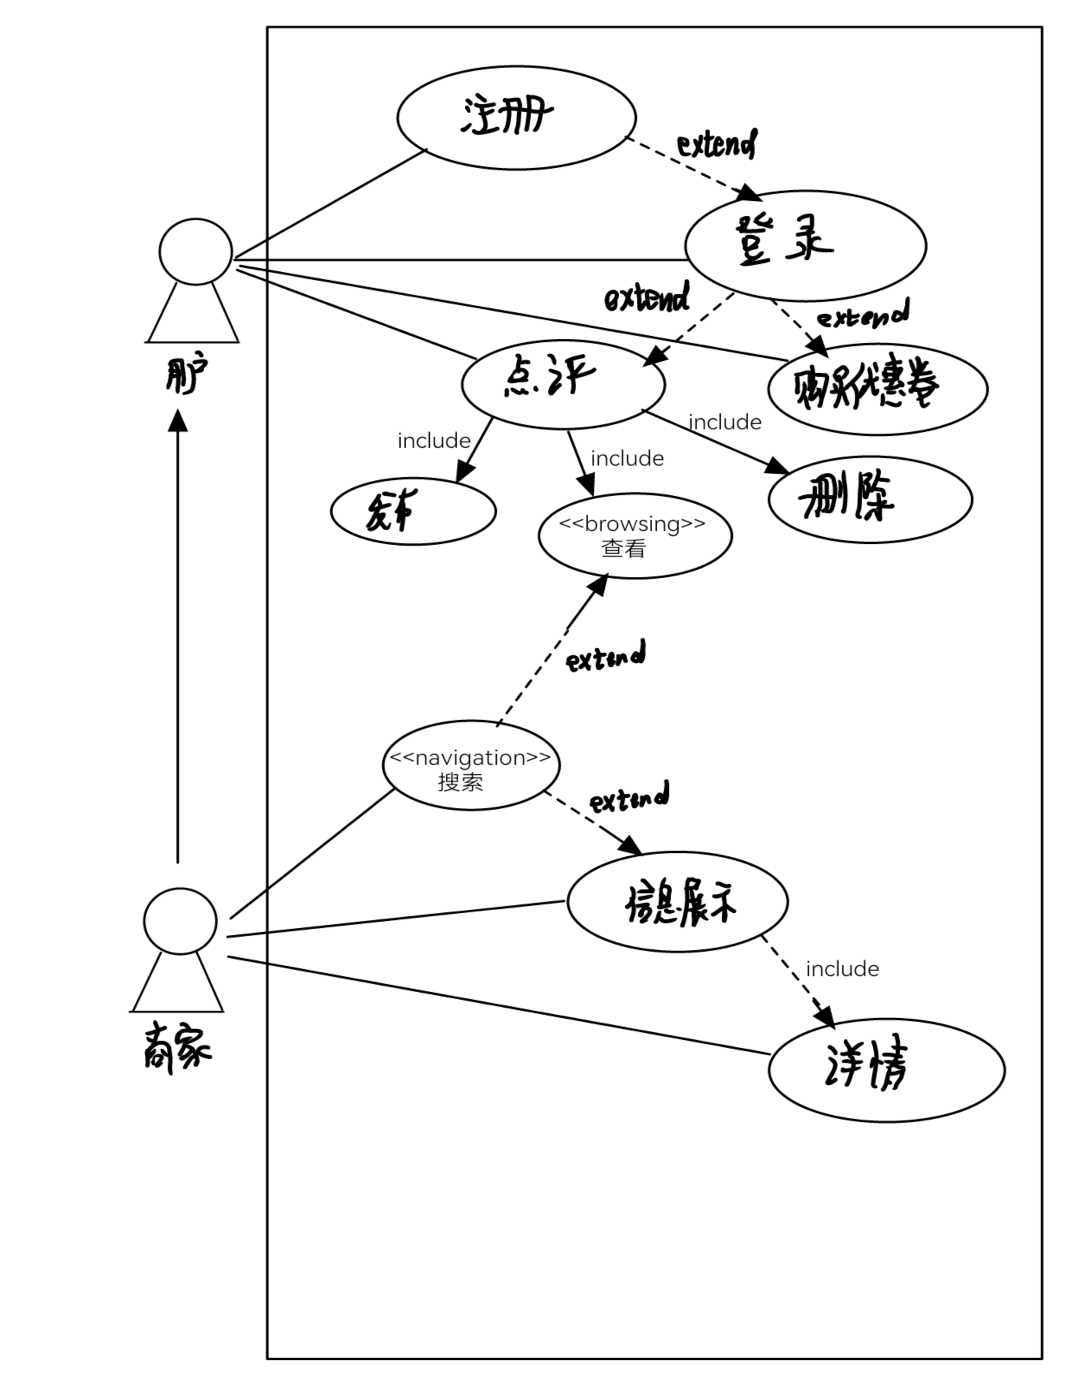 注册
extend
登录
extend
extend
用户
点评
购买优惠卷
include
include
include
发布
删除
<<browsing>>
查看
extend
<<navigation>>
搜索
extend
信息展示
include
详情
商家